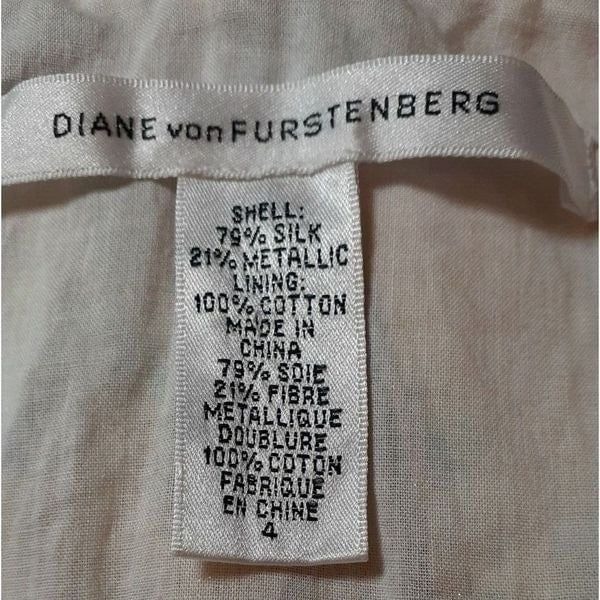 DIANE von FURSTENBERG
SHELL:
79% SILK
21% METALLIC
LINING:
100% COTTON
MADE IN
CHINA
79% SOIE
21% FIBRE
METALLIQUE
DOUBLURE
100% COTON
FABRIQUE
EN CHINE
4